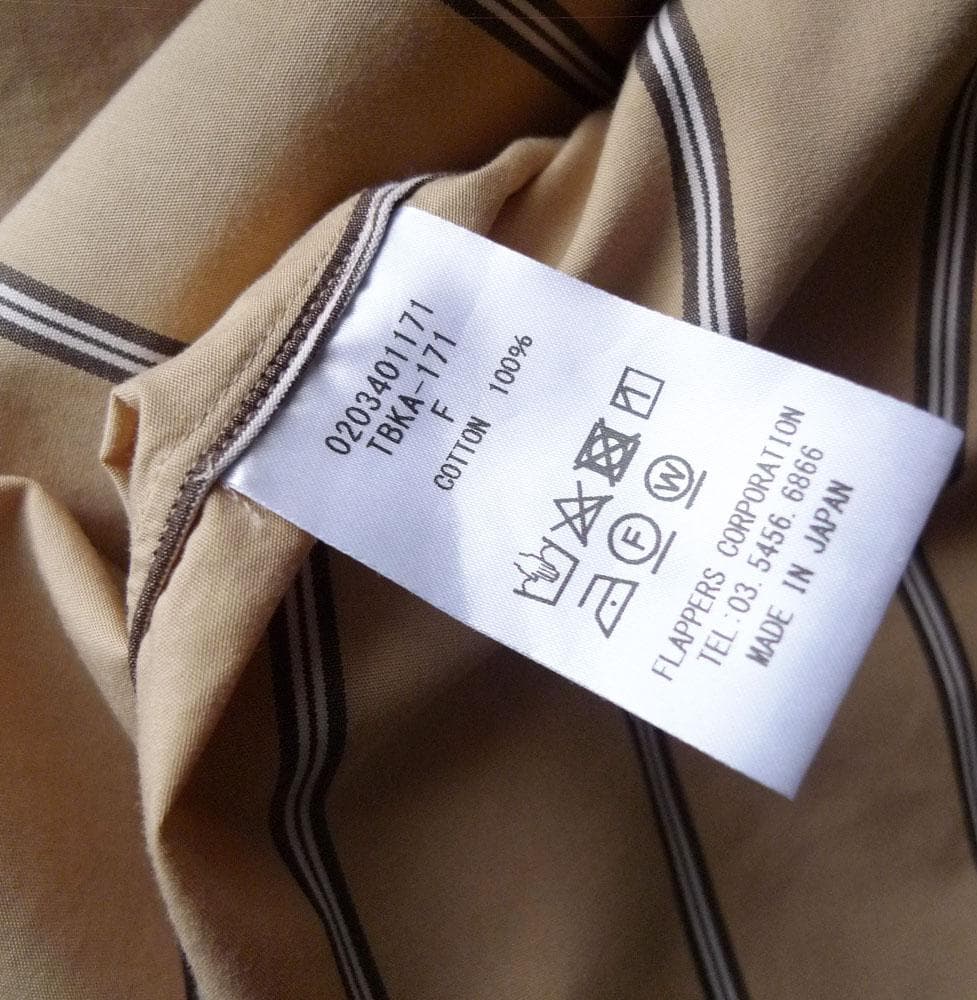 0203401171
TBKA-171
F
COTTON 100%
F W
FLAPPERS CORPORATION
TEL:03.5456.6866
MADE IN JAPAN